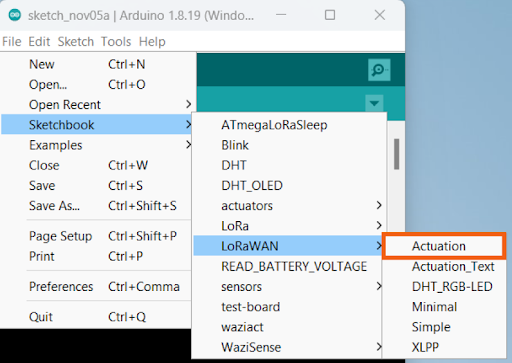 sketch_nov05a | Arduino 1.8.19 (Windo...
File Edit Sketch Tools Help
New Ctrl+N
Open... Ctrl+O
Open Recent
Sketchbook
Examples
Close Ctrl+W
Save Ctrl+S
Save As... Ctrl+Shift+S
Page Setup Ctrl+Shift+P
Print Ctrl+P
Preferences Ctrl+Comma
Quit Ctrl+Q
ATmegaLoRaSleep
Blink
DHT
DHT_OLED
actuators
LoRa
LoRaWAN
READ_BATTERY_VOLTAGE
sensors
test-board
waziact
WaziSense
Actuation
Actuation_Text
DHT_RGB-LED
Minimal
Simple
XLPP